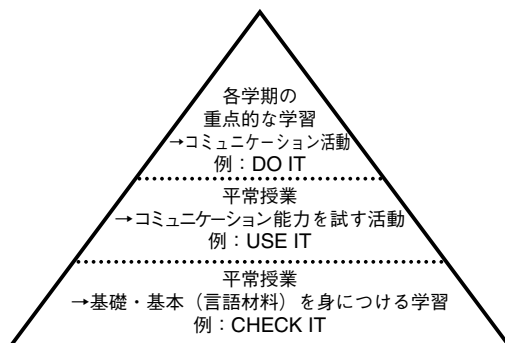 各学期の
重点的な学習
→コミュニケーション活動
例：DO IT
平常授業
→コミュニケーション能力を試す活動
例：USE IT
平常授業
→基礎・基本（言語材料）を身につける学習
例：CHECK IT